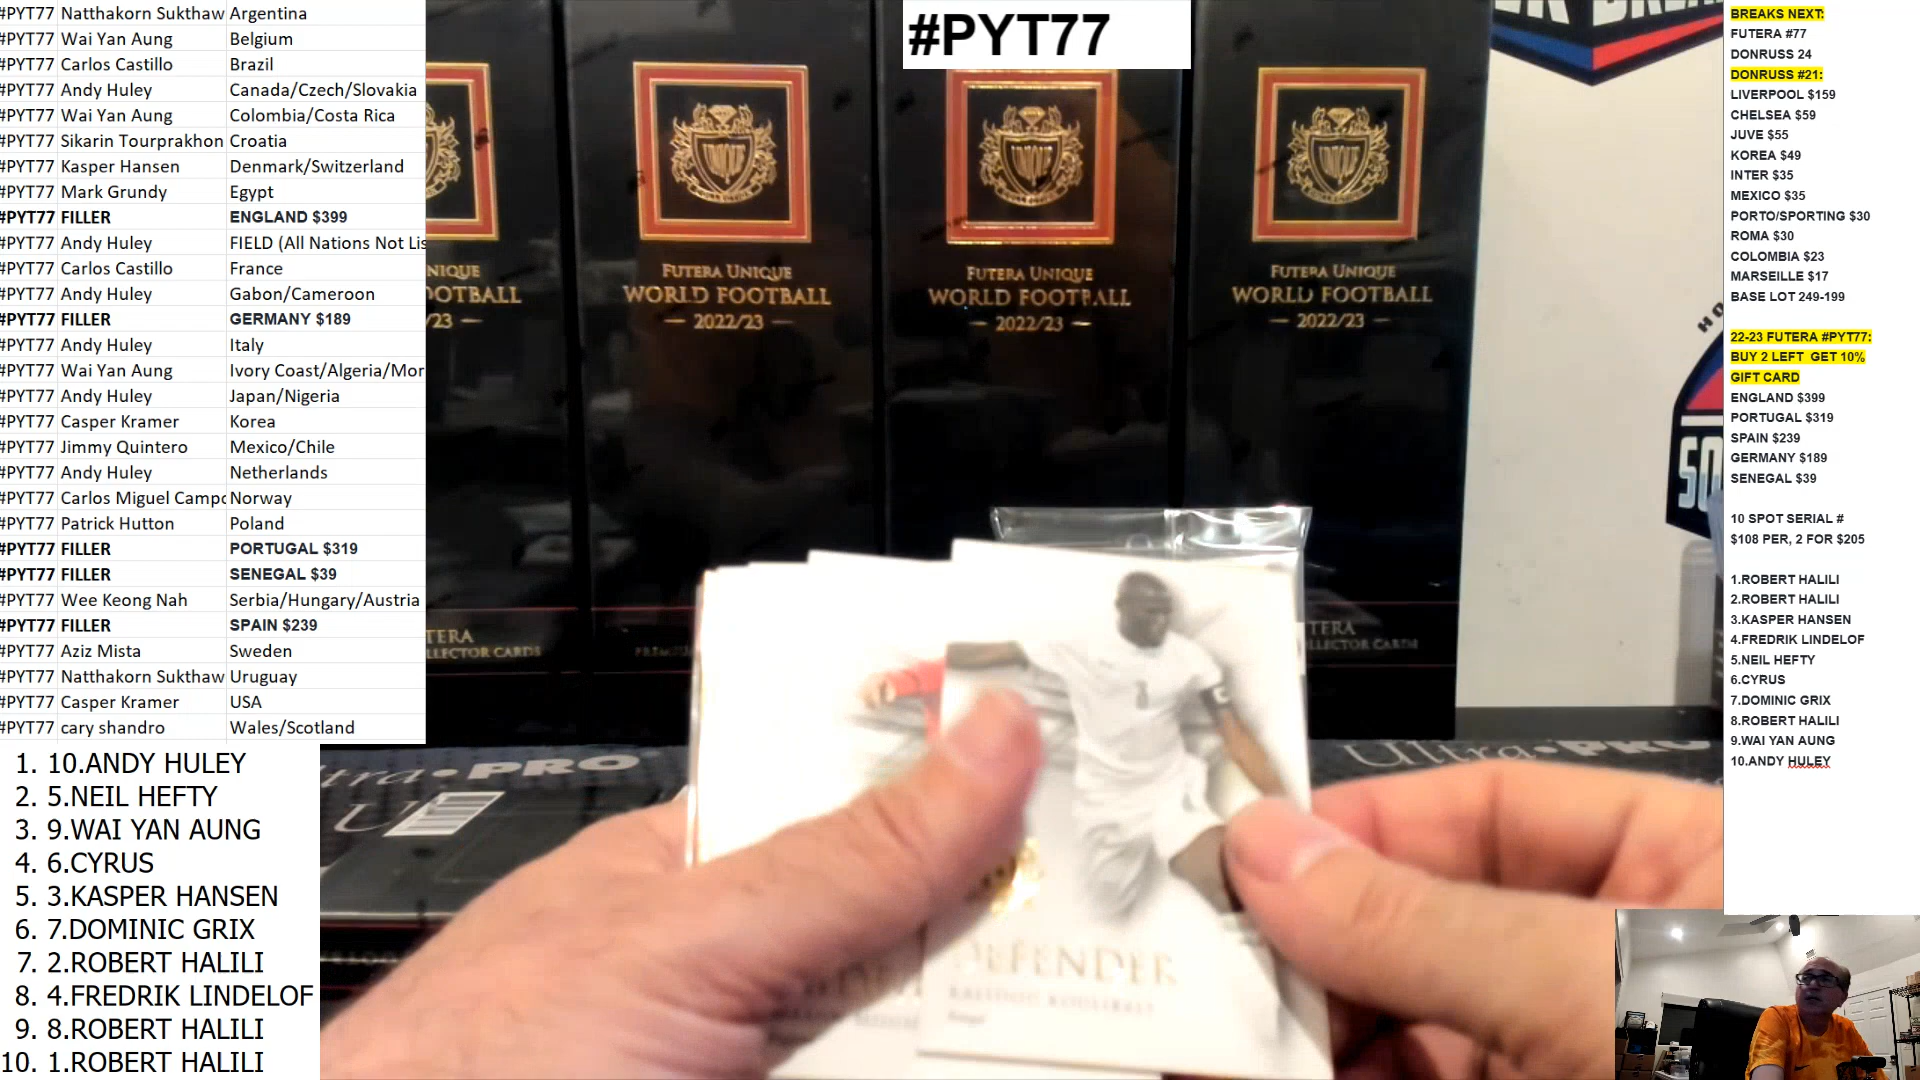 #PYT77 Natthakorn Sukthaw Argentina
#PYT77 Wai Yan Aung Belgium
#PYT77 Carlos Castillo Brazil
#PYT77 Andy Huley Canada/Czech/Slovakia
#PYT77 Wai Yan Aung Colombia/Costa Rica
#PYT77 Sikarin Tourprakhon Croatia
#PYT77 Kasper Hansen Denmark/Switzerland
#PYT77 Mark Grundy Egypt
#PYT77 FILLER ENGLAND $399
#PYT77 Andy Huley FIELD (All Nations Not Lis
#PYT77 Carlos Castillo France
#PYT77 Andy Huley Gabon/Cameroon
#PYT77 FILLER GERMANY $189
#PYT77 Andy Huley Italy
#PYT77 Wai Yan Aung Ivory Coast/Algeria/Mor
#PYT77 Andy Huley Japan/Nigeria
#PYT77 Casper Kramer Korea
#PYT77 Jimmy Quintero Mexico/Chile
#PYT77 Andy Huley Netherlands
#PYT77 Carlos Miguel Campo Norway
#PYT77 Patrick Hutton Poland
#PYT77 FILLER PORTUGAL $319
#PYT77 FILLER SENEGAL $39
#PYT77 Wee Keong Nah Serbia/Hungary/Austria
#PYT77 FILLER SPAIN $239
#PYT77 Aziz Mista Sweden
#PYT77 Natthakorn Sukthaw Uruguay
#PYT77 Casper Kramer USA
#PYT77 cary shandro Wales/Scotland
1. 10.ANDY HULEY
2. 5.NEIL HEFTY
3. 9.WAI YAN AUNG
4. 6.CYRUS
5. 3.KASPER HANSEN
6. 7.DOMINIC GRIX
7. 2.ROBERT HALILI
8. 4.FREDRIK LINDELOF
9. 8.ROBERT HALILI
10. 1.ROBERT HALILI
#PYT77
NIQUE
OOTBALL
/23
TERA
LLECTOR CARDS
FUTERA UNIQUE
WORLD FOOTBALL
2022/23
FUTERA UNIQUE
WORLD FOOTBALL
2022/23
FUTERA UNIQUE
WORLD FOOTBALL
2022/23
TERA
LLECTOR CARDS
Ultra PRO
DEFENDER
SO
BREAKS NEXT:
FUTERA #77
DONRUSS 24
DONRUSS #21:
LIVERPOOL $159
CHELSEA $59
JUVE $55
KOREA $49
INTER $35
MEXICO $35
PORTO/SPORTING $30
ROMA $30
COLOMBIA $23
MARSEILLE $17
BASE LOT 249-199
22-23 FUTERA #PYT77:
BUY 2 LEFT GET 10%
GIFT CARD
ENGLAND $399
PORTUGAL $319
SPAIN $239
GERMANY $189
SENEGAL $39
10 SPOT SERIAL #
$108 PER, 2 FOR $205
1.ROBERT HALILI
2.ROBERT HALILI
3.KASPER HANSEN
4.FREDRIK LINDELOF
5.NEIL HEFTY
6.CYRUS
7.DOMINIC GRIX
8.ROBERT HALILI
9.WAI YAN AUNG
10.ANDY HULEY